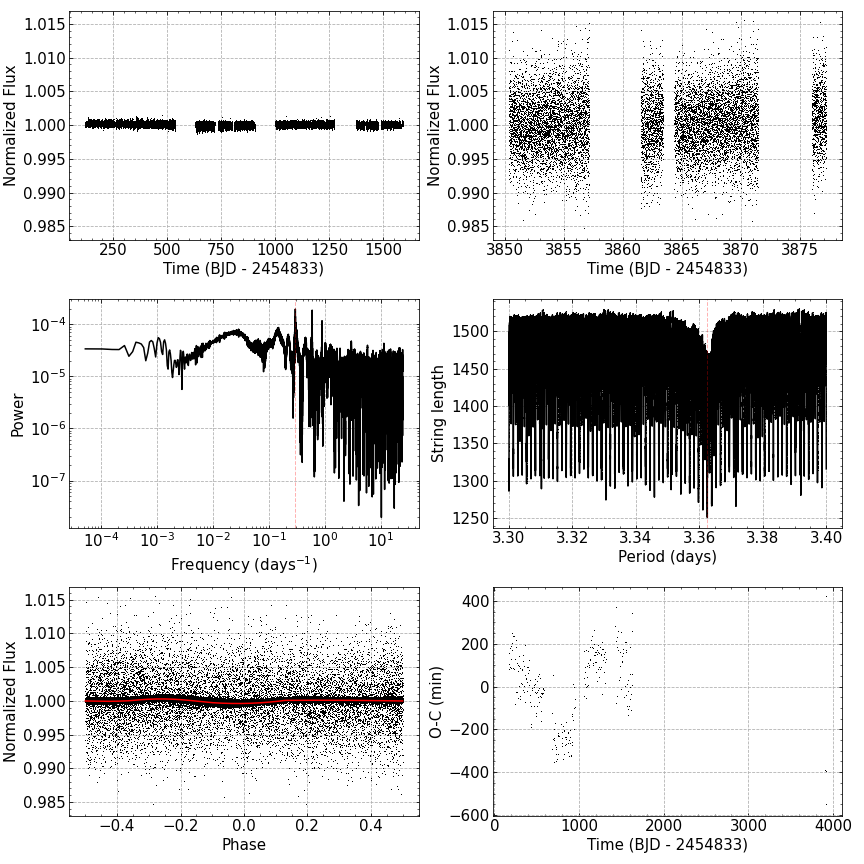 1.015
1.010
1.005
1.000
0.995
0.990
0.985
Normalized Flux
250 500 750 1000 1250 1500
Time (BJD - 2454833)
1.015
1.010
1.005
1.000
0.995
0.990
0.985
Normalized Flux
3850 3855 3860 3865 3870 3875
Time (BJD - 2454833)
10⁻⁴
10⁻⁵
10⁻⁶
10⁻⁷
Power
10⁻⁴ 10⁻³ 10⁻² 10⁻¹ 10⁰ 10¹
Frequency (days⁻¹)
1500
1450
1400
1350
1300
1250
String length
3.30 3.32 3.34 3.36 3.38 3.40
Period (days)
1.015
1.010
1.005
1.000
0.995
0.990
0.985
Normalized Flux
−0.4 −0.2 0.0 0.2 0.4
Phase
400
200
0
−200
−400
−600
O-C (min)
0 1000 2000 3000 4000
Time (BJD - 2454833)